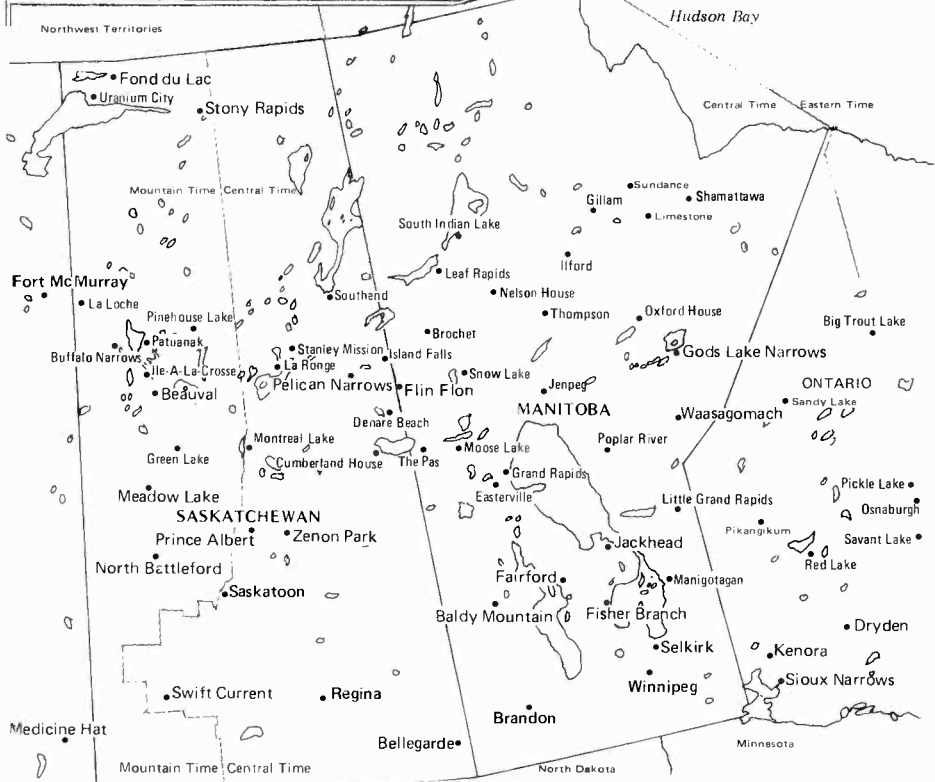 Hudson Bay
Northwest Territories
Fond du Lac
Uranium City
Stony Rapids
Central Time Eastern Time
Mountain Time Central Time
Sundance
Gillam
Shamattawa
Limestone
South Indian Lake
Ilford
Leaf Rapids
Fort McMurray
La Loche
Southend
Nelson House
Pinehouse Lake
Thompson
Oxford House
Big Trout Lake
Patuanak
Brochet
Buffalo Narrows
Stanley Mission
Island Falls
Gods Lake Narrows
Ile-A-La-Crosse
La Ronge
Snow Lake
Pelican Narrows
Flin Flon
Jenpeg
ONTARIO
Beauval
Sandy Lake
MANITOBA
Waasagomach
Denare Beach
Montreal Lake
Poplar River
Green Lake
Cumberland House
The Pas
Moose Lake
Grand Rapids
Meadow Lake
Easterville
Little Grand Rapids
Pickle Lake
Osnaburgh
SASKATCHEWAN
Pikangikum
Prince Albert
Zenon Park
Savant Lake
Jackhead
North Battleford
Red Lake
Fairford
Manigotagan
Saskatoon
Baldy Mountain
Fisher Branch
Dryden
Selkirk
Kenora
Sioux Narrows
Winnipeg
Swift Current
Regina
Brandon
Medicine Hat
Bellegarde
Minnesota
Mountain Time Central Time
North Dakota